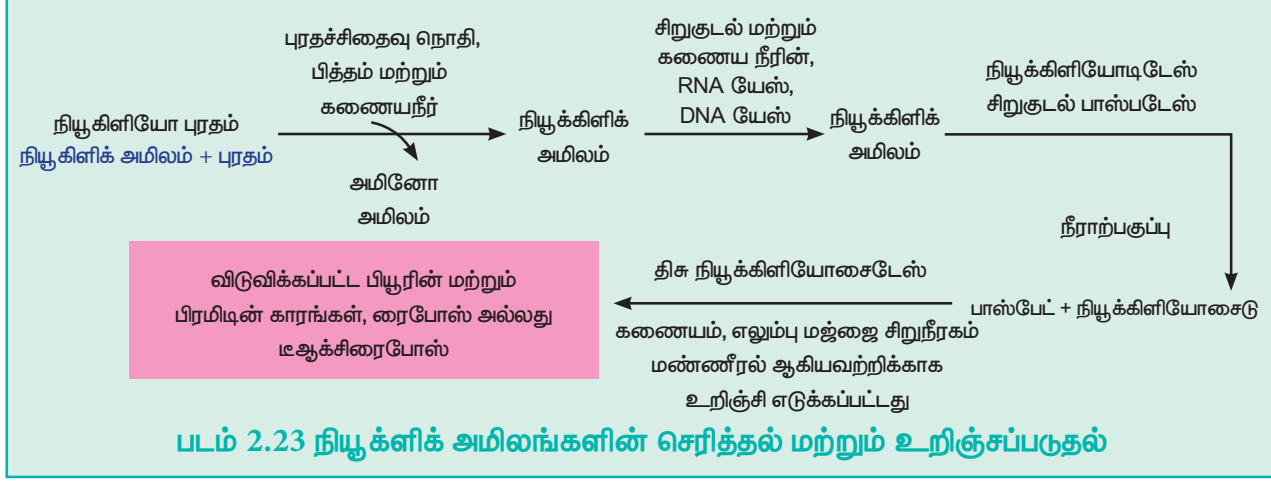 நியூகிளியோ புரதம்
நியூகிளிக் அமிலம் + புரதம்
புரதச்சிதைவு நொதி,
பித்தம் மற்றும்
கணையநீர்
அமினோ
அமிலம்
நியூக்கிளிக்
அமிலம்
சிறுகுடல் மற்றும்
கணைய நீரின்,
RNA யேஸ்,
DNA யேஸ்
நியூக்கிளிக்
அமிலம்
நியூக்கிளியோடிடேஸ்
சிறுகுடல் பாஸ்படேஸ்
நீராற்பகுப்பு
பாஸ்பேட் + நியூக்கிளியோசைடு
திசு நியூக்கிளியோசைடேஸ்
கணையம், எலும்பு மஜ்ஜை சிறுநீரகம்
மண்ணீரல் ஆகியவற்றிக்காக
உறிஞ்சி எடுக்கப்பட்டது
விடுவிக்கப்பட்ட பியூரின் மற்றும்
பிரமிடின் காரங்கள், ரைபோஸ் அல்லது
டீஆக்சிரைபோஸ்
படம் 2.23 நியூக்ளிக் அமிலங்களின் செரித்தல் மற்றும் உறிஞ்சப்படுதல்